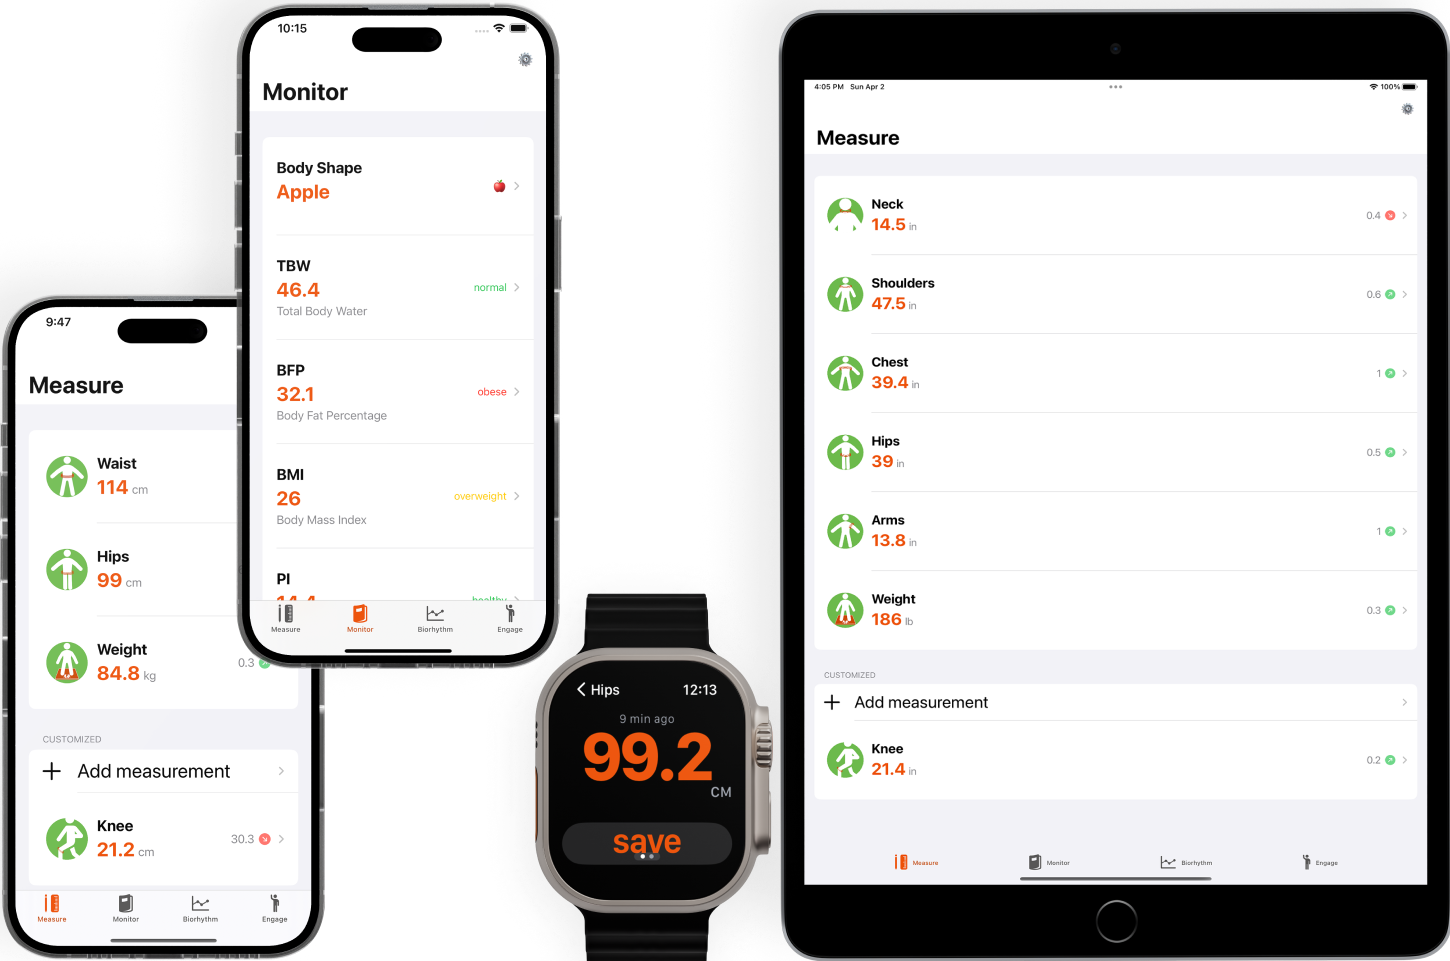 9:47
Measure
Waist
114 cm
Hips
99 cm
Weight
84.8 kg
0.3
CUSTOMIZED
Add measurement
Knee
21.2 cm
30.3
Measure
Monitor
Biorhythm
Engage
10:15
Monitor
Body Shape
Apple
TBW
46.4
normal
Total Body Water
BFP
32.1
obese
Body Fat Percentage
BMI
26
overweight
Body Mass Index
PI
14.4
healthy
Measure
Monitor
Biorhythm
Engage
Hips
12:13
9 min ago
99.2
CM
save
4:05 PM Sun Apr 2
100%
Measure
Neck
14.5 in
0.4
Shoulders
47.5 in
0.6
Chest
39.4 in
1
Hips
39 in
0.5
Arms
13.8 in
1
Weight
186 lb
0.3
CUSTOMIZED
Add measurement
Knee
21.4 in
0.2
Measure
Monitor
Biorhythm
Engage